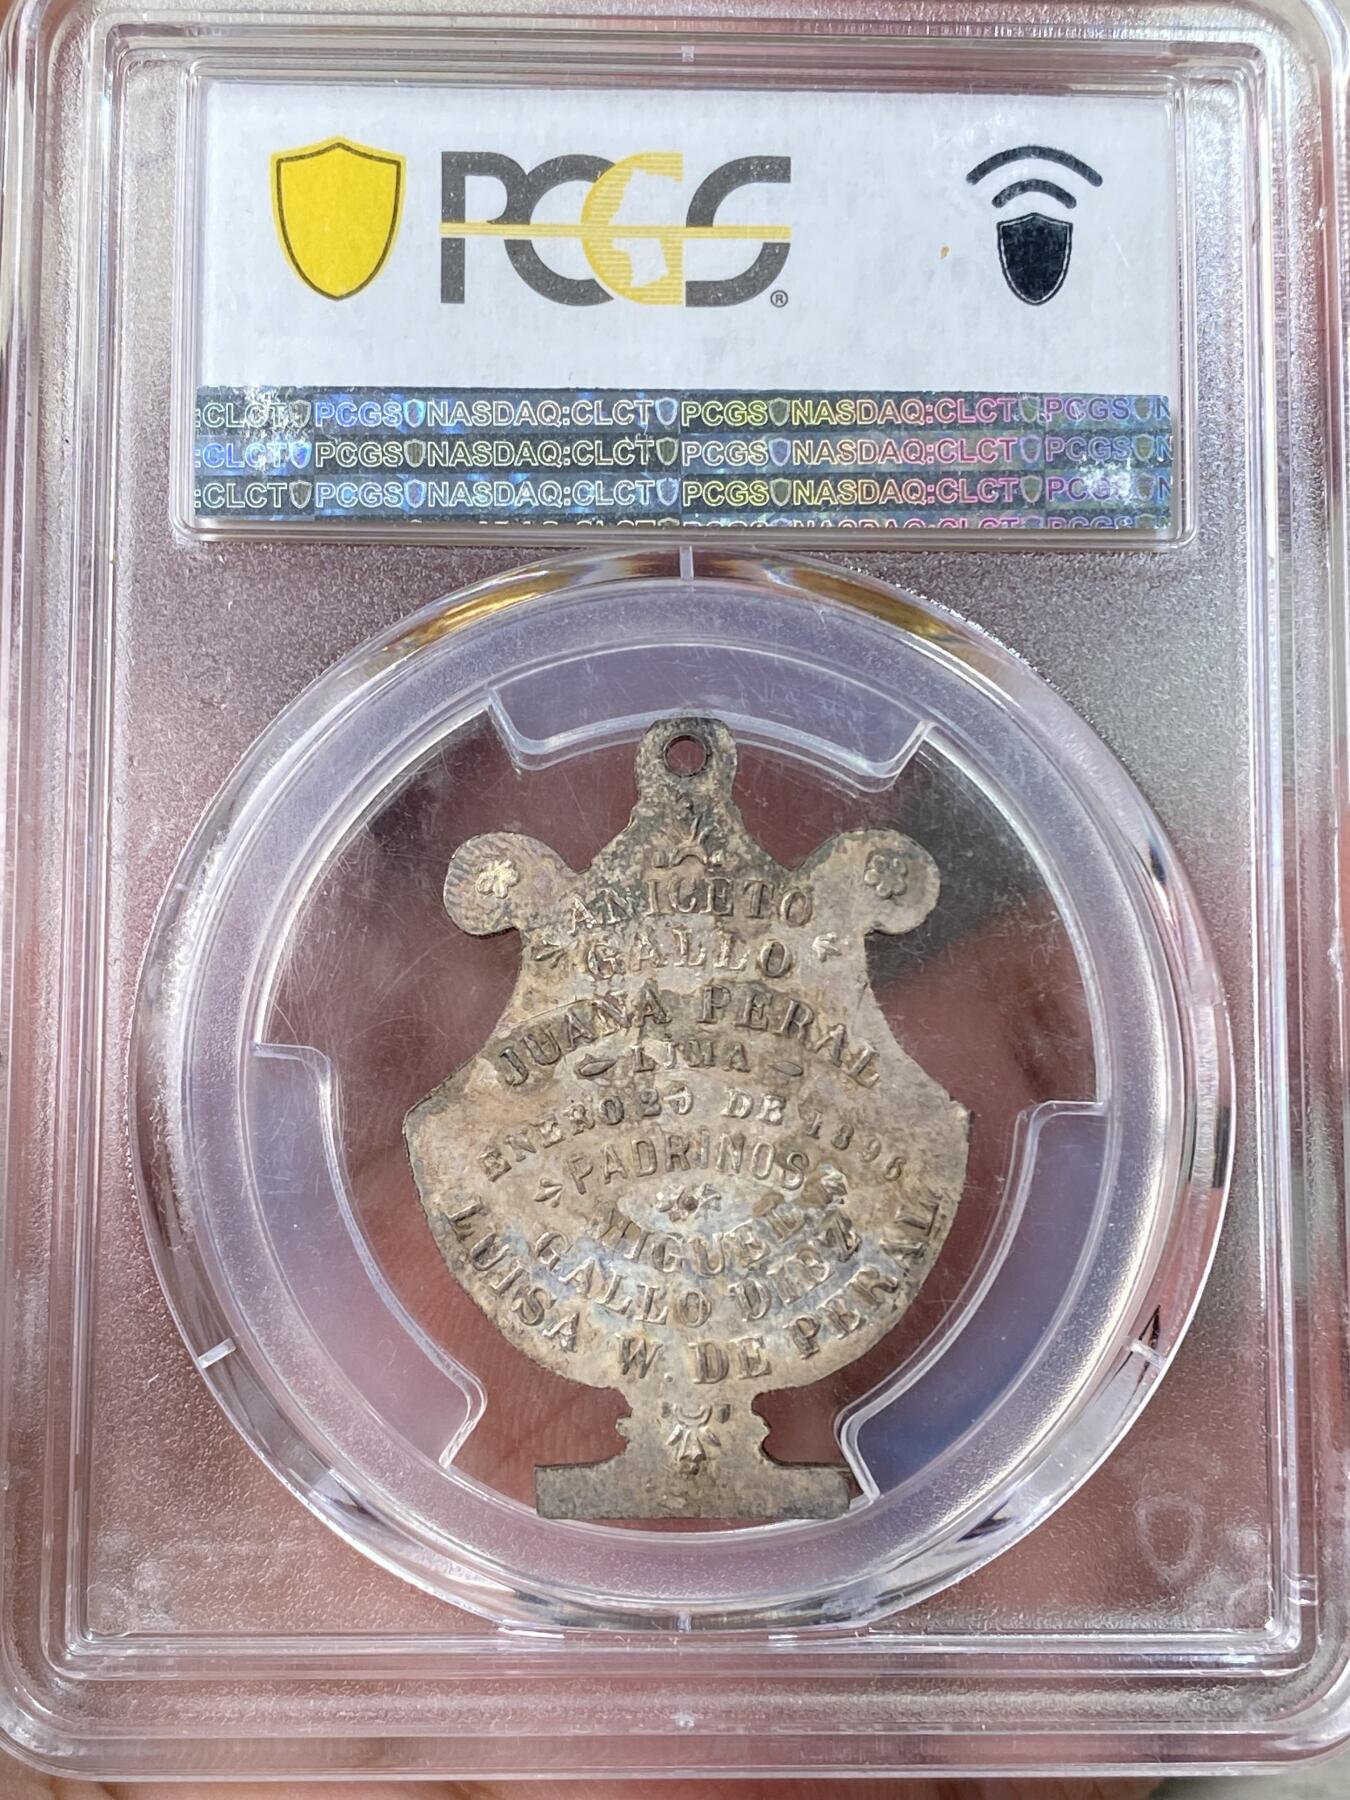 PCGS®
:CLCT PCGS NASDAQ:CLCT PCGS NASDAQ:CLCT PCGS N
:CLCT PCGS NASDAQ:CLCT PCGS NASDAQ:CLCT PCGS N
:CLCT PCGS NASDAQ:CLCT PCGS NASDAQ:CLCT PCGS N
ANICETO
GALLO
JUANA PERAL
LIMA
ENERO DE 1896
PADRINOS
MIGUEL
GALLO DIEZ
LUISA W. DE PERAL